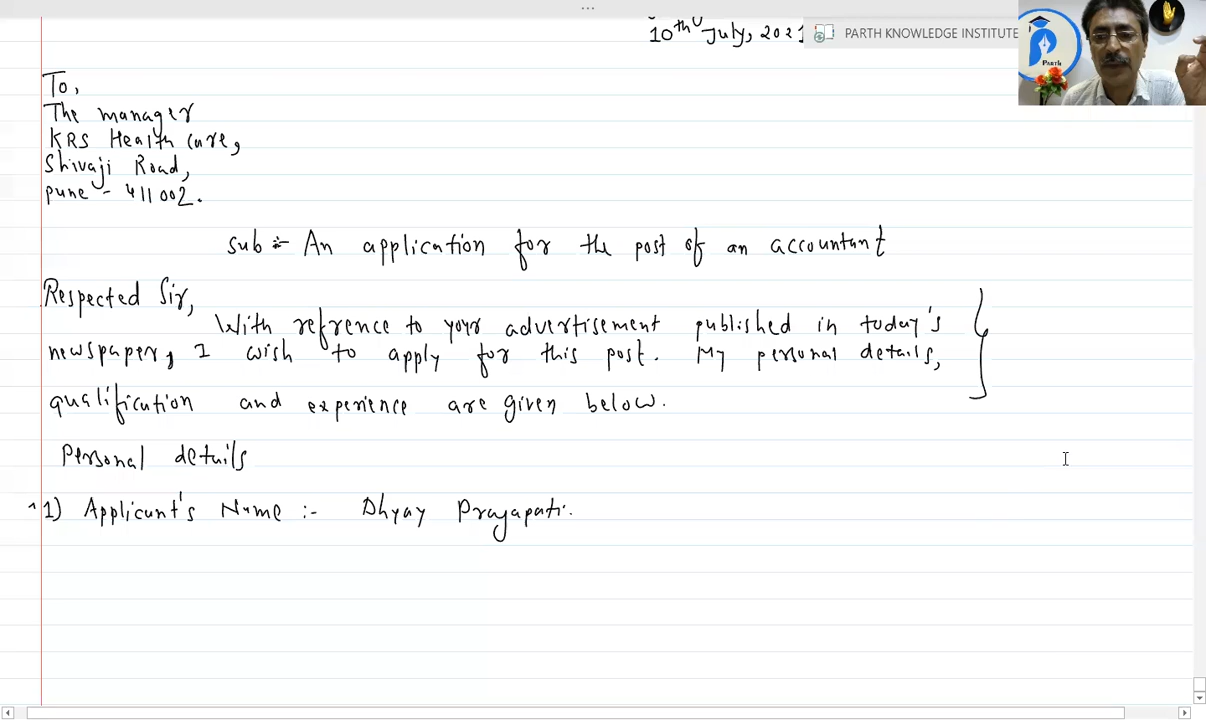 10th July, 2021
PARTH KNOWLEDGE INSTITUTE
PARTH
To,
The manager
KRS Health care,
Shivaji Road,
pune - 411002.
sub :- An application for the post of an accountant
Respected Sir,
With refrence to your advertisement published in today's
newspaper, I wish to apply for this post. My personal details,
qualification and experience are given below.
Personal details
1) Applicant's Name :- Dhyay Prajapati.